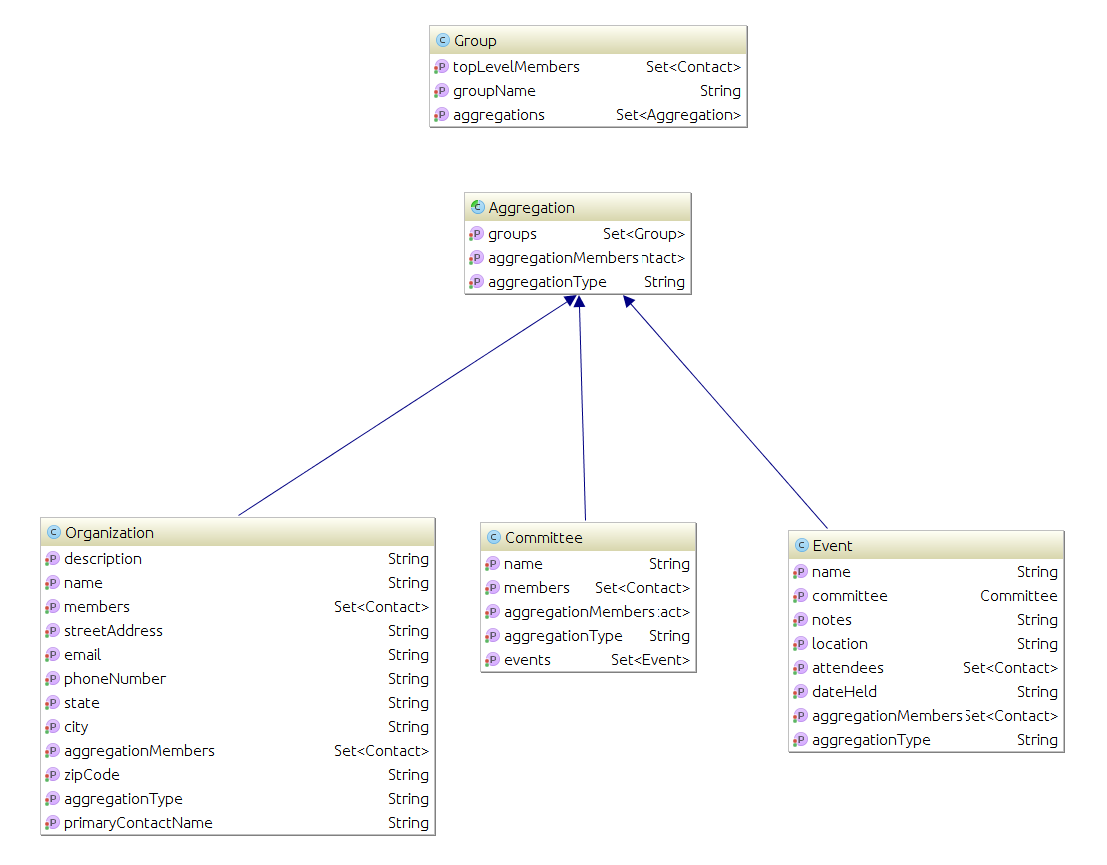 C Group
P topLevelMembers Set<Contact>
P groupName String
P aggregations Set<Aggregation>
C Aggregation
P groups Set<Group>
P aggregationMembers ntact>
P aggregationType String
C Organization
P description String
P name String
P members Set<Contact>
P streetAddress String
P email String
P phoneNumber String
P state String
P city String
P aggregationMembers Set<Contact>
P zipCode String
P aggregationType String
P primaryContactName String
C Committee
P name String
P members Set<Contact>
P aggregationMembers tact>
P aggregationType String
P events Set<Event>
C Event
P name String
P committee Committee
P notes String
P location String
P attendees Set<Contact>
P dateHeld String
P aggregationMembers Set<Contact>
P aggregationType String